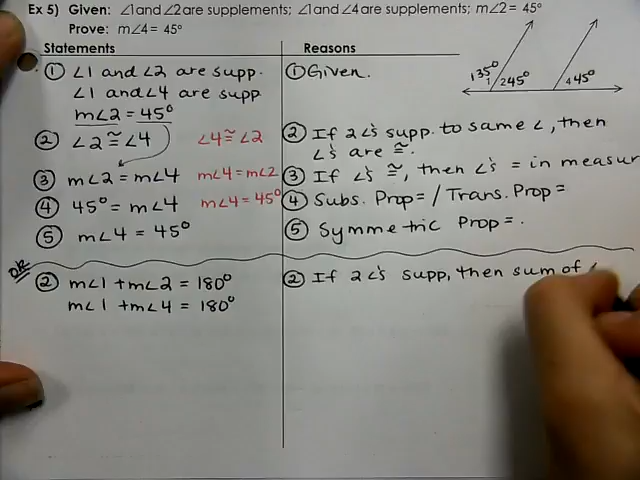 Ex 5) Given: ∠1 and ∠2 are supplements; ∠1 and ∠4 are supplements; m∠2 = 45°
Prove: m∠4 = 45°
Statements
Reasons
① ∠1 and ∠2 are supp.
∠1 and ∠4 are supp
m∠2 = 45°
① Given.
135°
1
2 45°
4 45°
② ∠2 ≅ ∠4
∠4 ≅ ∠2
② If 2 ∠'s supp. to same ∠, then
∠'s are ≅.
③ m∠2 = m∠4
m∠4 = m∠2
③ If ∠'s ≅, then ∠'s = in measur
④ 45° = m∠4
m∠4 = 45°
④ Subs. Prop = / Trans. Prop =
⑤ m∠4 = 45°
⑤ Symmetric Prop = .
OR
② m∠1 + m∠2 = 180°
m∠1 + m∠4 = 180°
② If 2 ∠'s supp, then sum of